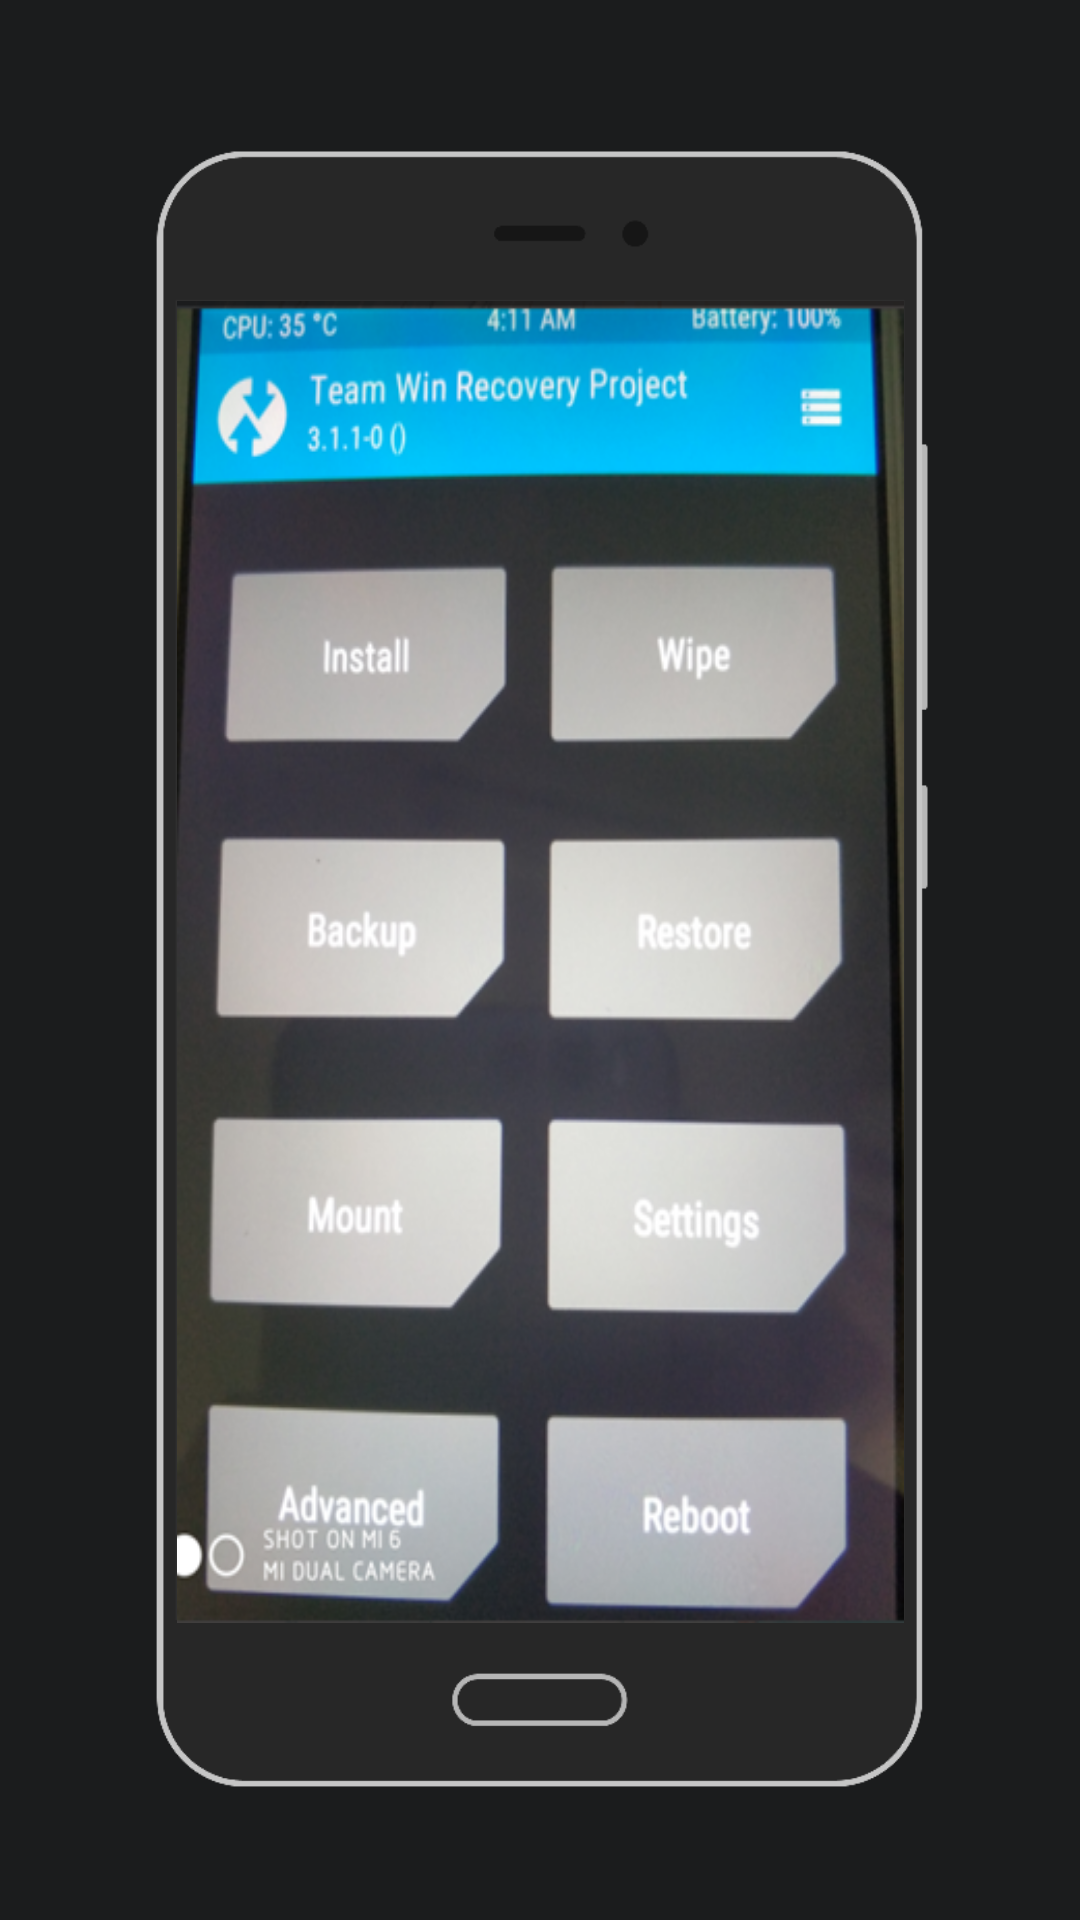 CPU: 35 °C 4:11 AM Battery: 100%
Team Win Recovery Project
3.1.1-0 ()
Install Wipe
Backup Restore
Mount Settings
Advanced Reboot
SHOT ON MI 6
MI DUAL CAMERA